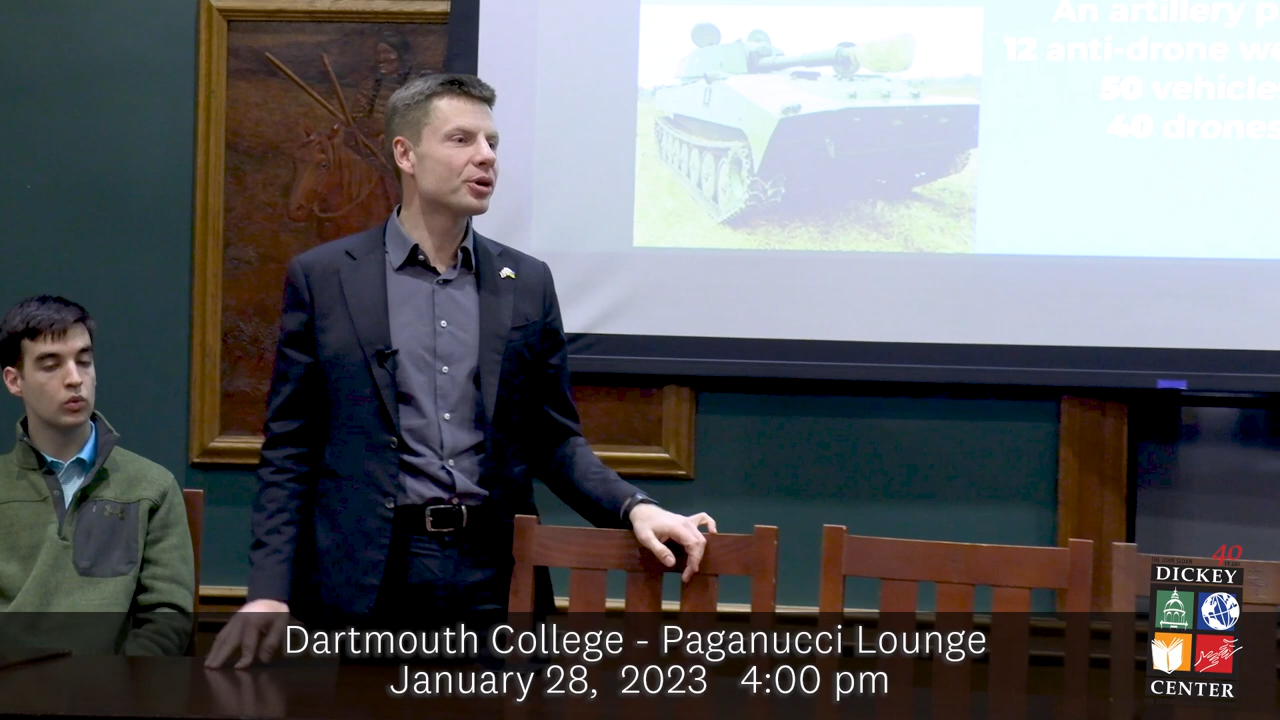 An artillery
12 anti-drone
50 vehicle
40 drones
40
DICKEY
CENTER
Dartmouth College - Paganucci Lounge
January 28, 2023 4:00 pm